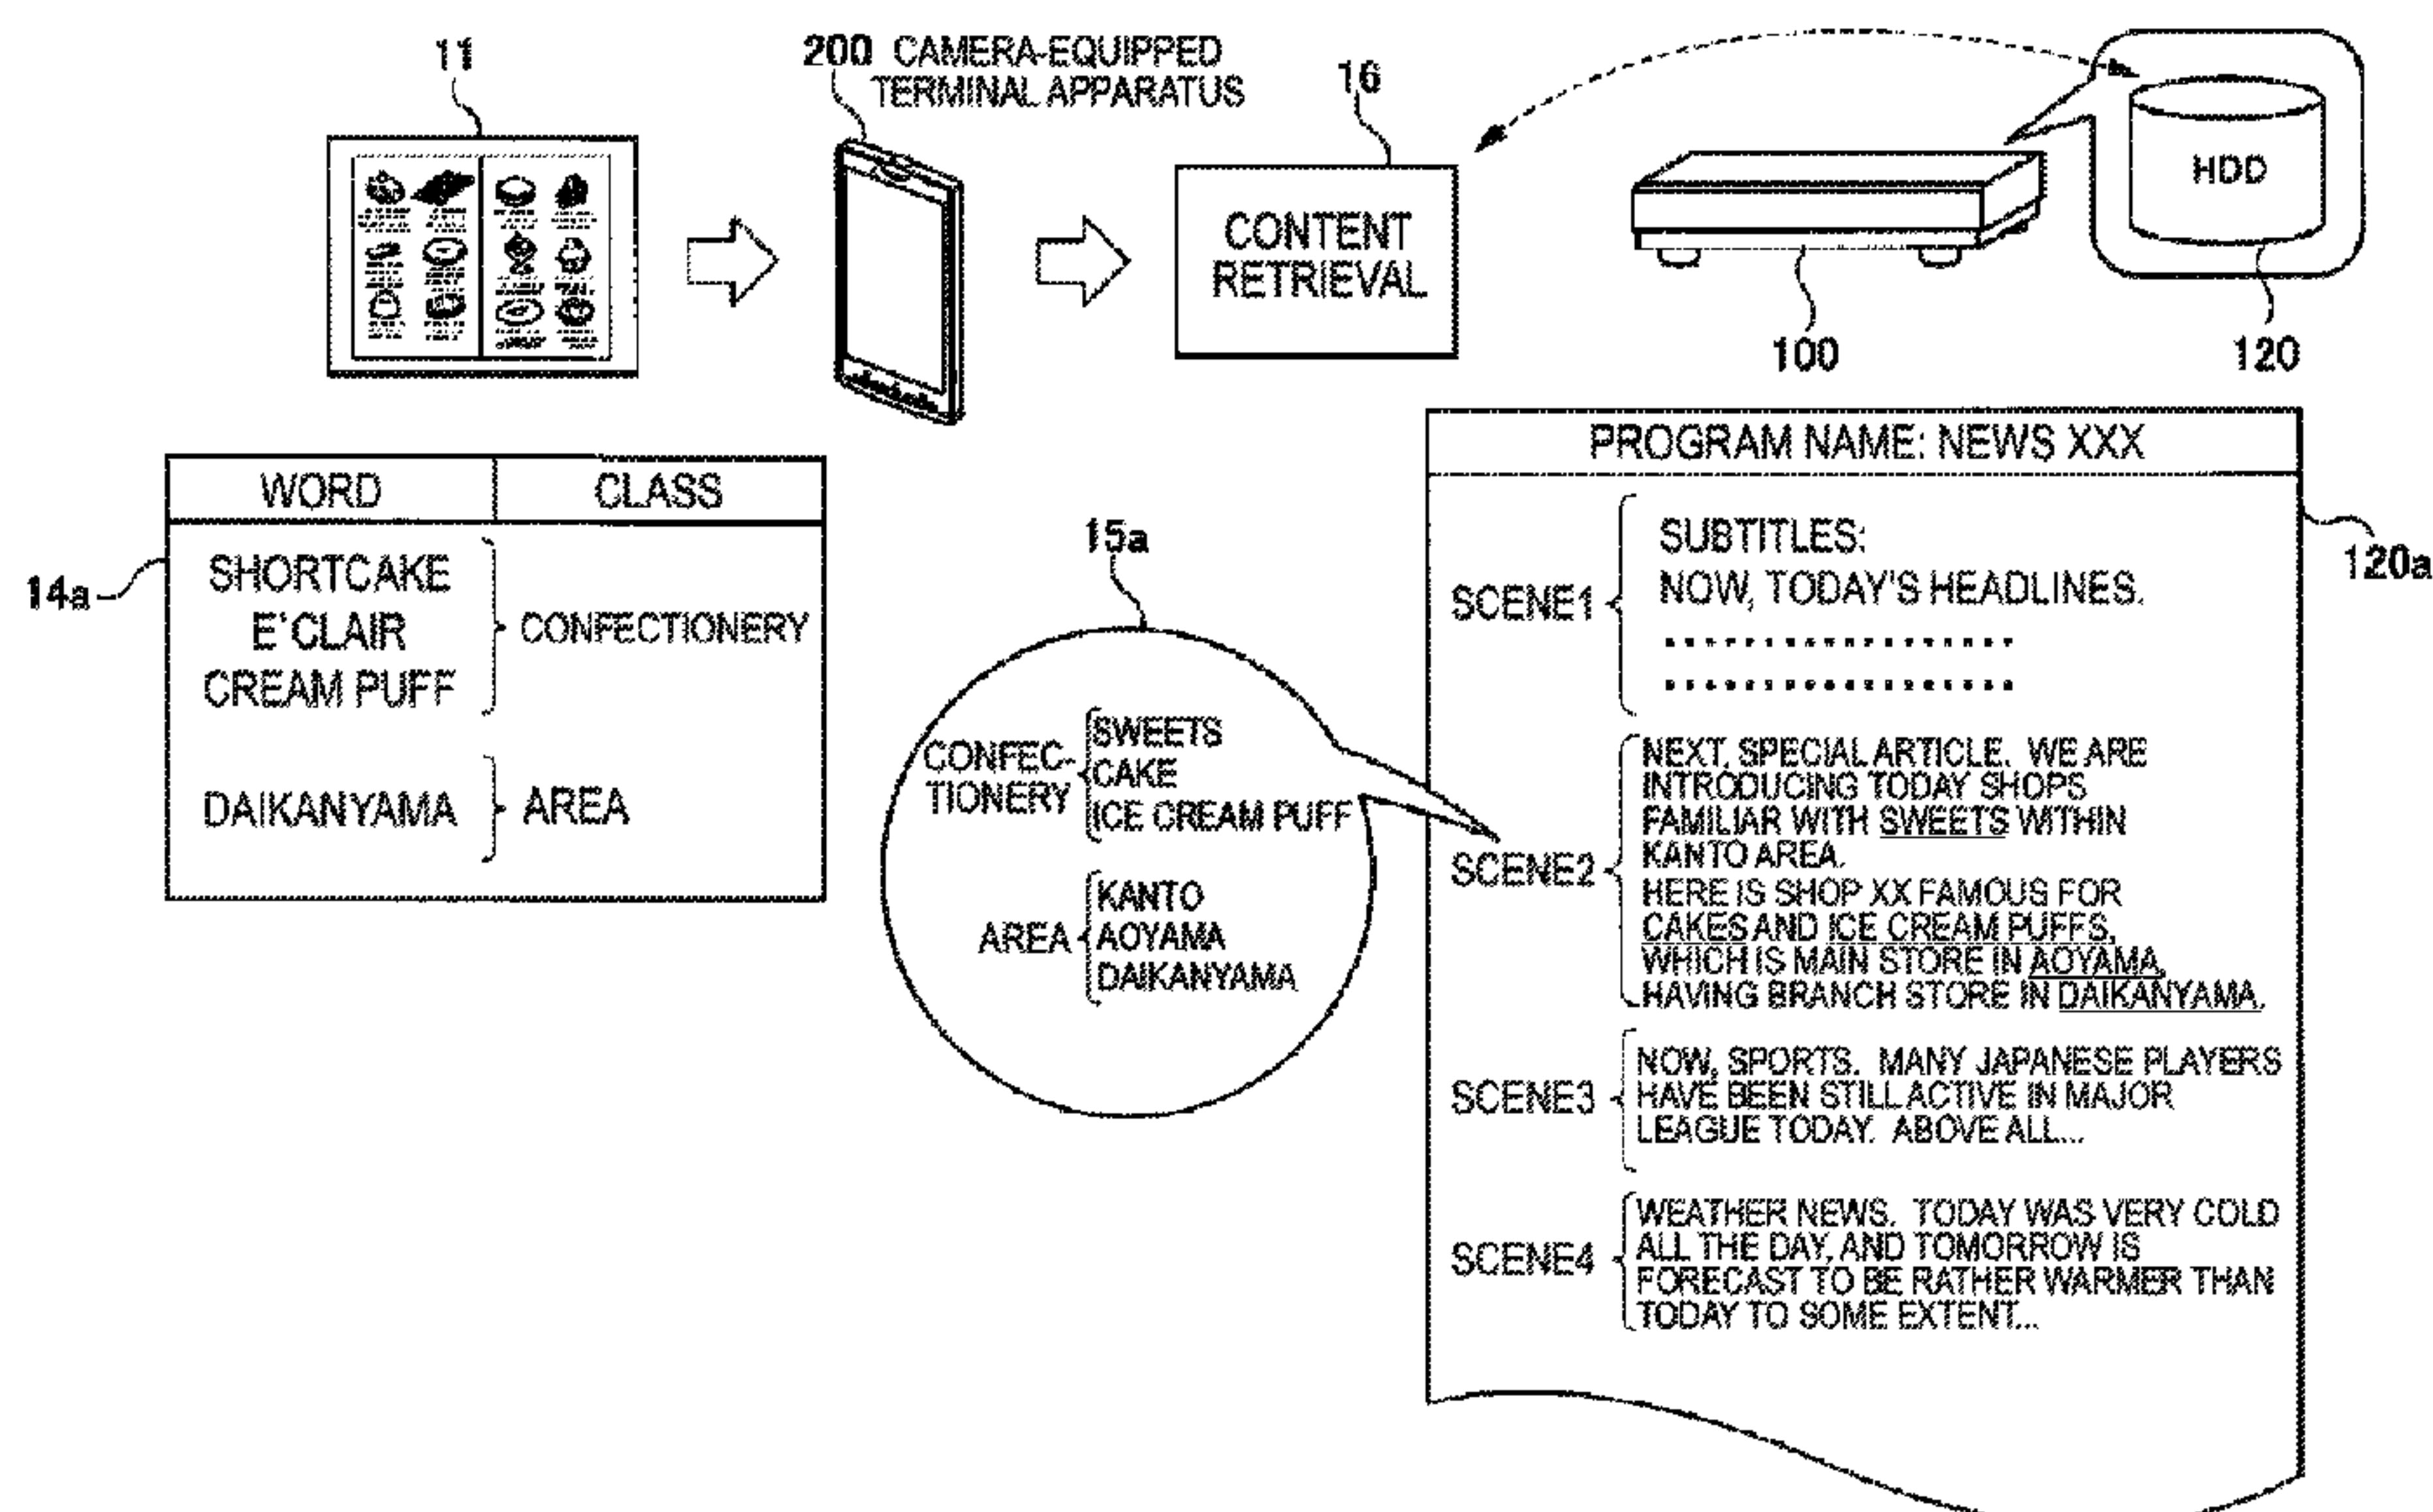 11
200 CAMERA-EQUIPPED
TERMINAL APPARATUS
16
CONTENT
RETRIEVAL
HDD
100
120
WORD CLASS
SHORTCAKE
E'CLAIR
CREAM PUFF
CONFECTIONERY
DAIKANYAMA
AREA
14a
15a
CONFEC-
TIONERY
SWEETS
CAKE
ICE CREAM PUFF
AREA
KANTO
AOYAMA
DAIKANYAMA
PROGRAM NAME: NEWS XXX
120a
SCENE1
SUBTITLES:
NOW, TODAY'S HEADLINES.
SCENE2
NEXT, SPECIAL ARTICLE. WE ARE
INTRODUCING TODAY SHOPS
FAMILIAR WITH SWEETS WITHIN
KANTO AREA.
HERE IS SHOP XX FAMOUS FOR
CAKES AND ICE CREAM PUFFS,
WHICH IS MAIN STORE IN AOYAMA,
HAVING BRANCH STORE IN DAIKANYAMA.
SCENE3
NOW, SPORTS. MANY JAPANESE PLAYERS
HAVE BEEN STILL ACTIVE IN MAJOR
LEAGUE TODAY. ABOVE ALL...
SCENE4
WEATHER NEWS. TODAY WAS VERY COLD
ALL THE DAY, AND TOMORROW IS
FORECAST TO BE RATHER WARMER THAN
TODAY TO SOME EXTENT...